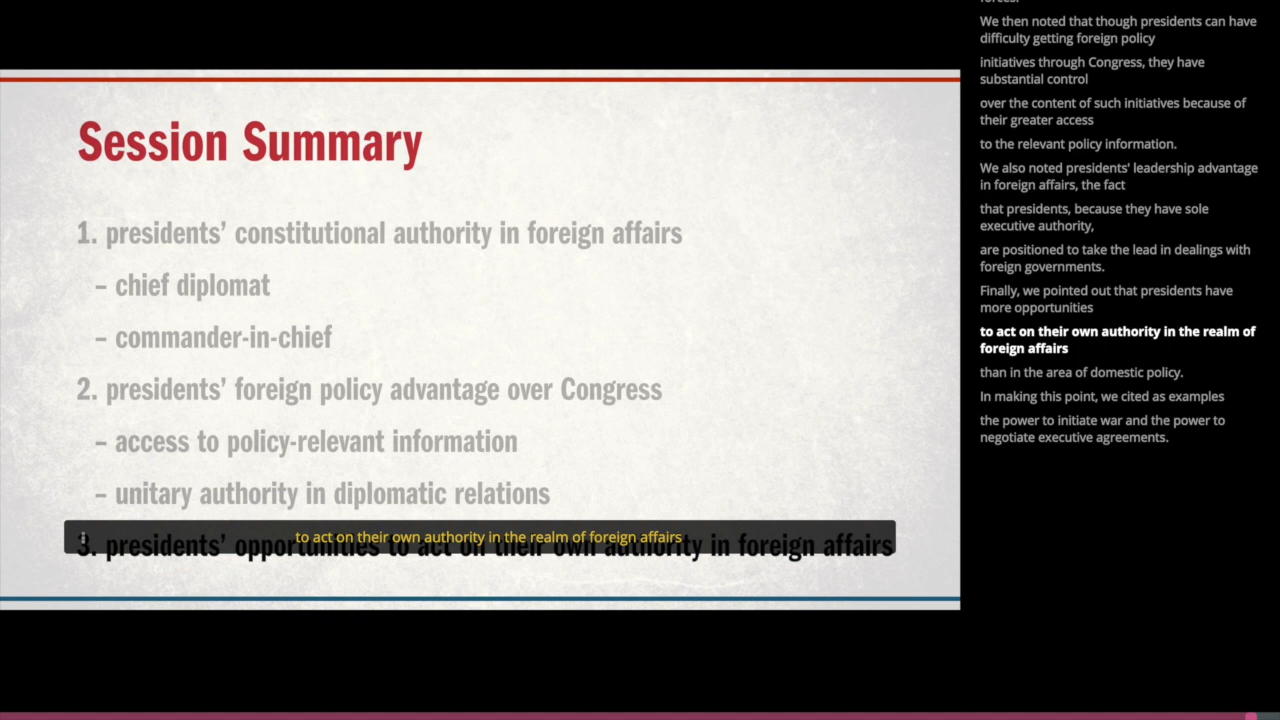 Session Summary
1. presidents’ constitutional authority in foreign affairs
– chief diplomat
– commander-in-chief
2. presidents’ foreign policy advantage over Congress
– access to policy-relevant information
– unitary authority in diplomatic relations
3. presidents’ opportunities to act on their own authority in foreign affairs
to act on their own authority in the realm of foreign affairs
forces.
We then noted that though presidents can have
difficulty getting foreign policy
initiatives through Congress, they have
substantial control
over the content of such initiatives because of
their greater access
to the relevant policy information.
We also noted presidents' leadership advantage
in foreign affairs, the fact
that presidents, because they have sole
executive authority,
are positioned to take the lead in dealings with
foreign governments.
Finally, we pointed out that presidents have
more opportunities
to act on their own authority in the realm of
foreign affairs
than in the area of domestic policy.
In making this point, we cited as examples
the power to initiate war and the power to
negotiate executive agreements.